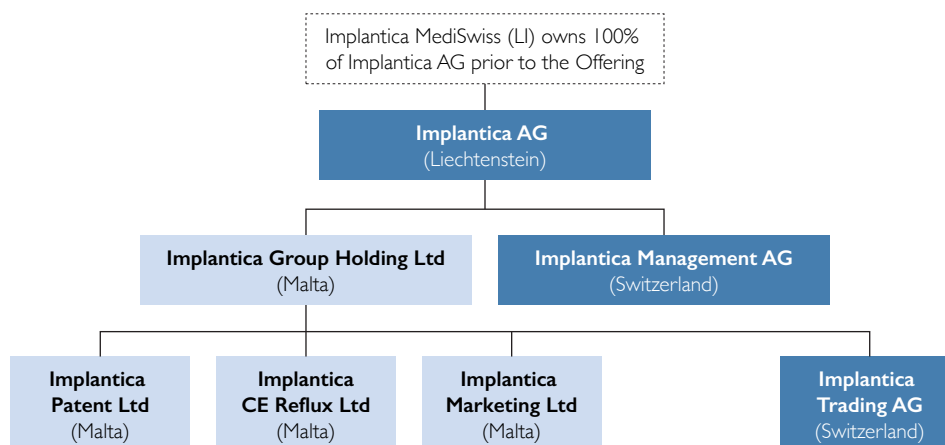 Implantica MediSwiss (LI) owns 100%
of Implantica AG prior to the Offering
Implantica AG
(Liechtenstein)
Implantica Group Holding Ltd
(Malta)
Implantica Management AG
(Switzerland)
Implantica
Patent Ltd
(Malta)
Implantica
CE Reflux Ltd
(Malta)
Implantica
Marketing Ltd
(Malta)
Implantica
Trading AG
(Switzerland)